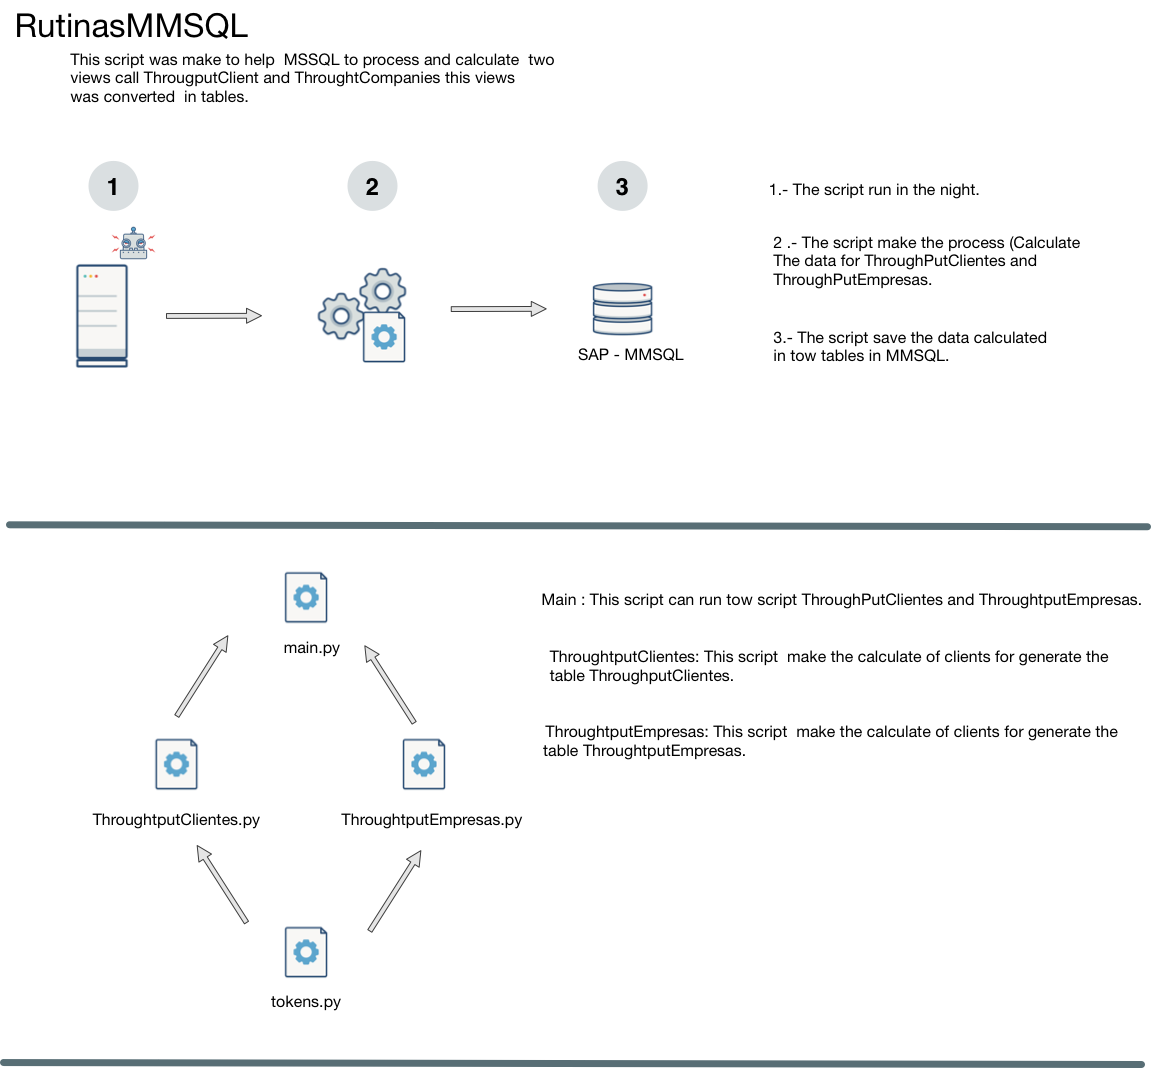 RutinasMMSQL
This script was make to help  MSSQL to process and calculate  two
views call ThrougputClient and ThroughtCompanies this views
was converted  in tables.
1
2
3
SAP - MMSQL
1.- The script run in the night.
2 .- The script make the process (Calculate
The data for ThroughPutClientes and
ThroughPutEmpresas.
3.- The script save the data calculated
in tow tables in MMSQL.
main.py
ThroughtputClientes.py
ThroughtputEmpresas.py
tokens.py
Main : This script can run tow script ThroughPutClientes and ThroughtputEmpresas.
ThroughtputClientes: This script  make the calculate of clients for generate the
table ThroughputClientes.
ThroughtputEmpresas: This script  make the calculate of clients for generate the
table ThroughtputEmpresas.